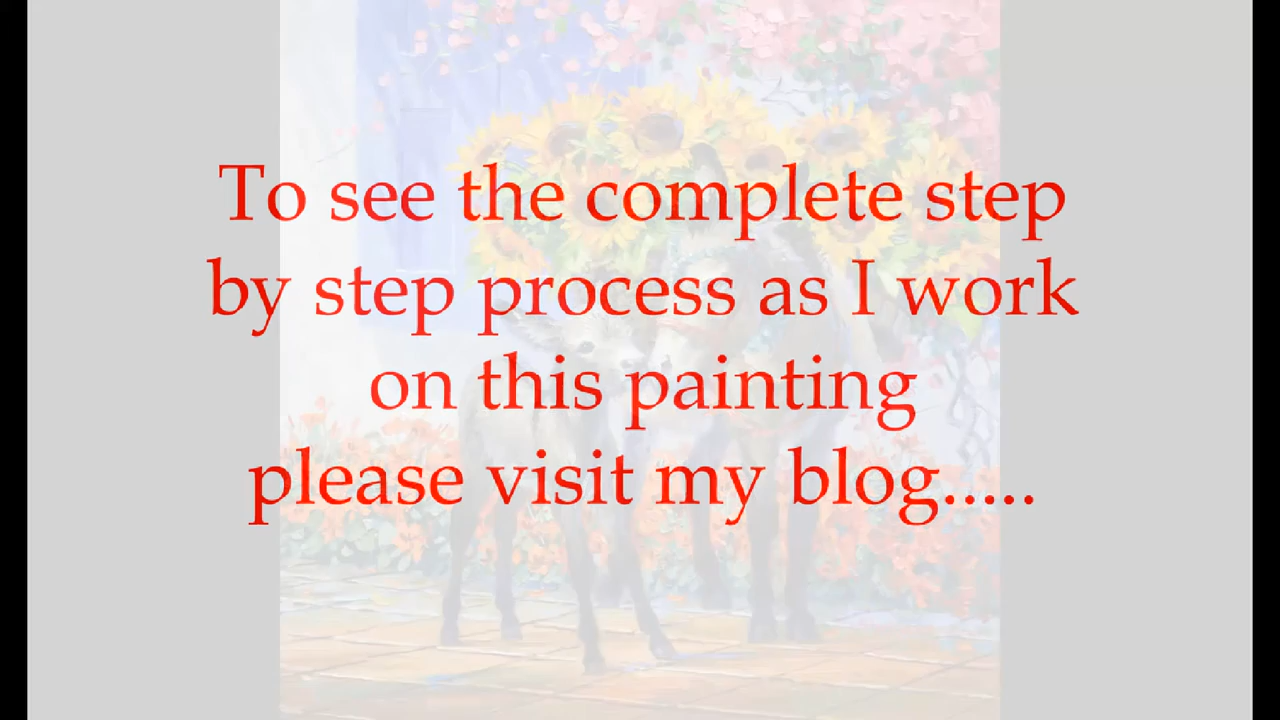 To see the complete step
by step process as I work
on this painting
please visit my blog.....